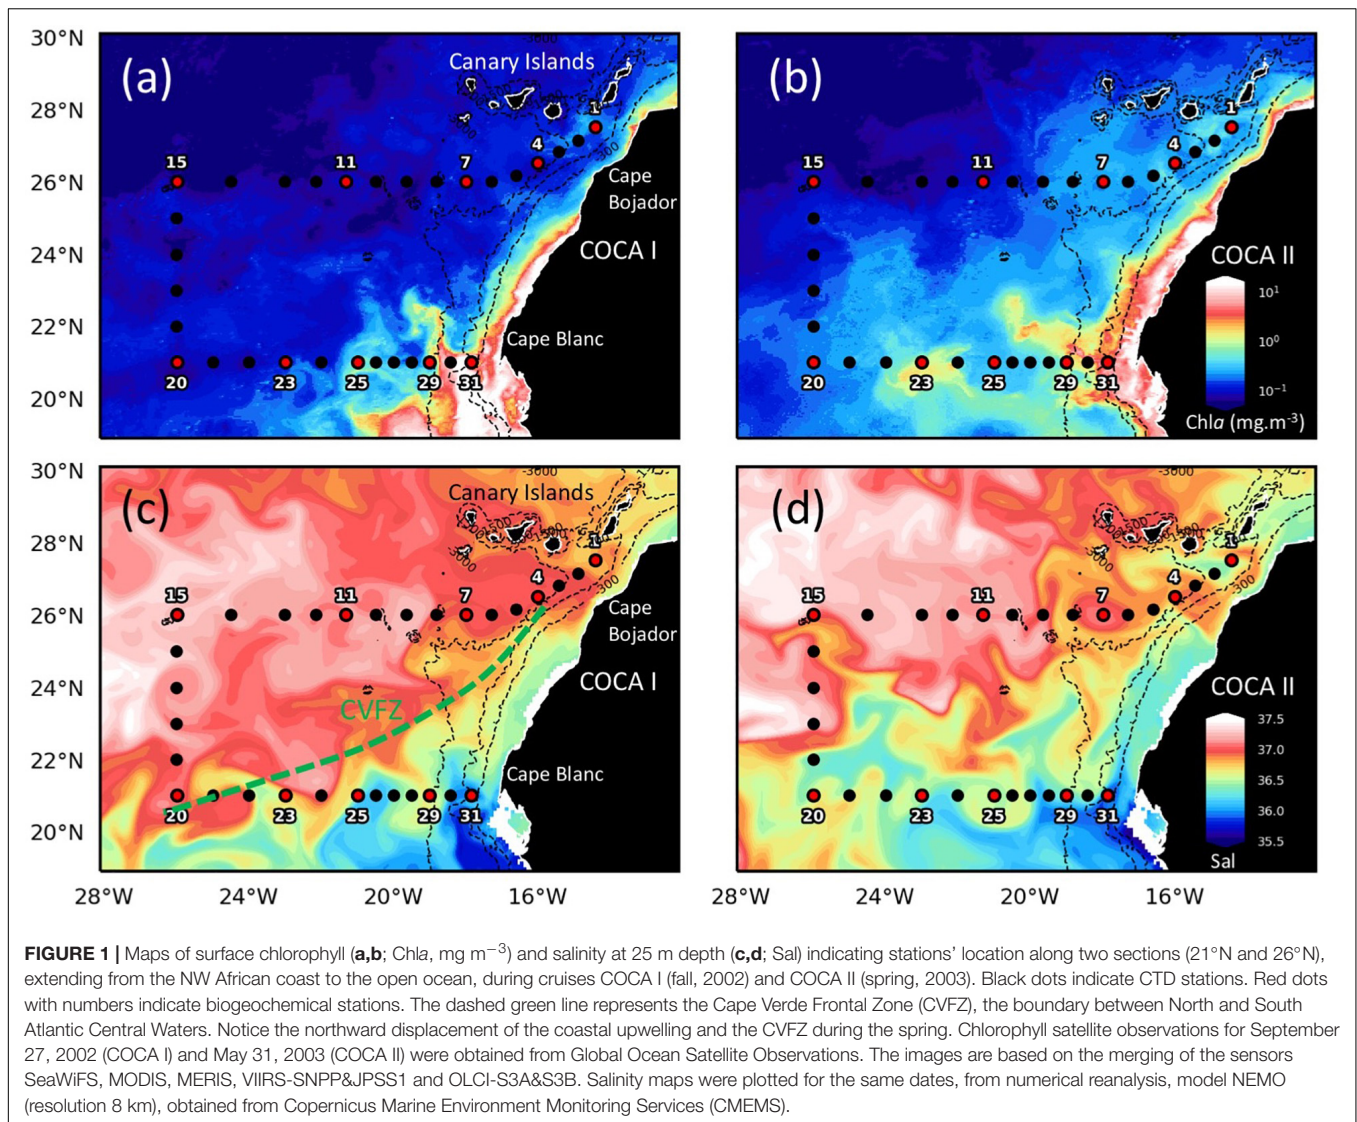 30°N
28°N
26°N
24°N
22°N
20°N
(a)
Canary Islands
1
4
7
11
15
Cape
Bojador
COCA I
Cape Blanc
20
23
25
29
31
-3000
-300
(b)
1
4
7
11
15
COCA II
10¹
10⁰
10⁻¹
Chla (mg.m⁻³)
20
23
25
29
31
30°N
28°N
26°N
24°N
22°N
20°N
(c)
Canary Islands
-3000
1
4
7
11
15
-300
Cape
Bojador
COCA I
CVFZ
Cape Blanc
20
23
25
29
31
28°W
24°W
20°W
16°W
(d)
-3000
1
4
7
11
15
-300
COCA II
37.5
37.0
36.5
36.0
35.5
Sal
20
23
25
29
31
28°W
24°W
20°W
16°W
FIGURE 1 | Maps of surface chlorophyll (a,b; Chla, mg m⁻³) and salinity at 25 m depth (c,d; Sal) indicating stations' location along two sections (21°N and 26°N),
extending from the NW African coast to the open ocean, during cruises COCA I (fall, 2002) and COCA II (spring, 2003). Black dots indicate CTD stations. Red dots
with numbers indicate biogeochemical stations. The dashed green line represents the Cape Verde Frontal Zone (CVFZ), the boundary between North and South
Atlantic Central Waters. Notice the northward displacement of the coastal upwelling and the CVFZ during the spring. Chlorophyll satellite observations for September
27, 2002 (COCA I) and May 31, 2003 (COCA II) were obtained from Global Ocean Satellite Observations. The images are based on the merging of the sensors
SeaWiFS, MODIS, MERIS, VIIRS-SNPP&JPSS1 and OLCI-S3A&S3B. Salinity maps were plotted for the same dates, from numerical reanalysis, model NEMO
(resolution 8 km), obtained from Copernicus Marine Environment Monitoring Services (CMEMS).